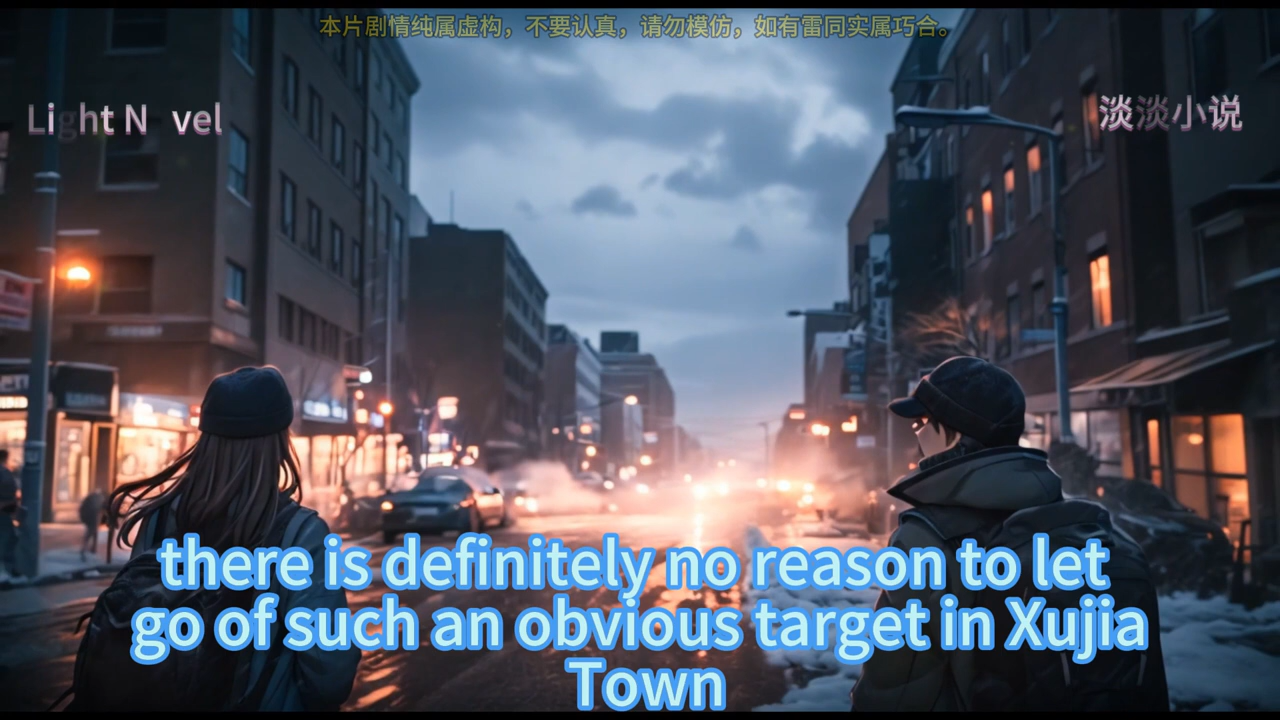 本片剧情纯属虚构，不要认真，请勿模仿，如有雷同实属巧合。
Light N vel
淡淡小说
there is definitely no reason to let
go of such an obvious target in Xujia
Town